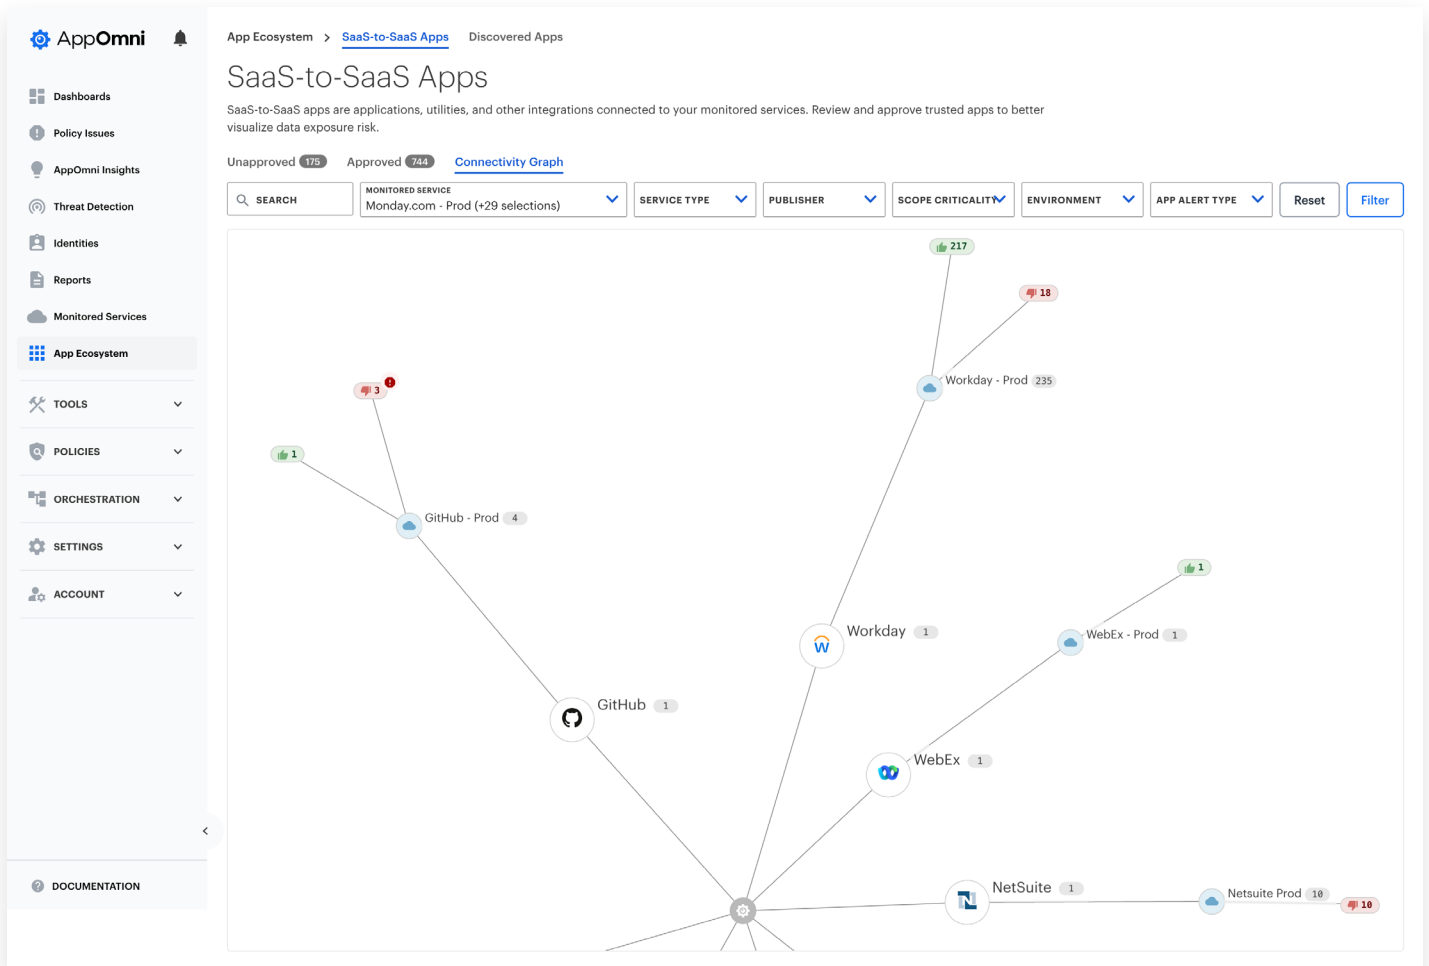 AppOmni
Dashboards
Policy Issues
AppOmni Insights
Threat Detection
Identities
Reports
Monitored Services
App Ecosystem
TOOLS
POLICIES
ORCHESTRATION
SETTINGS
ACCOUNT
DOCUMENTATION
App Ecosystem > SaaS-to-SaaS Apps Discovered Apps
SaaS-to-SaaS Apps
SaaS-to-SaaS apps are applications, utilities, and other integrations connected to your monitored services. Review and approve trusted apps to better
visualize data exposure risk.
Unapproved 175 Approved 744 Connectivity Graph
SEARCH
MONITORED SERVICE
Monday.com - Prod (+29 selections)
SERVICE TYPE
PUBLISHER
SCOPE CRITICALITY
ENVIRONMENT
APP ALERT TYPE
Reset
Filter
217
18
Workday - Prod 235
3 !
1
GitHub - Prod 4
1
WebEx - Prod 1
Workday 1
W
GitHub 1
WebEx 1
NetSuite 1
N
Netsuite Prod 10
10